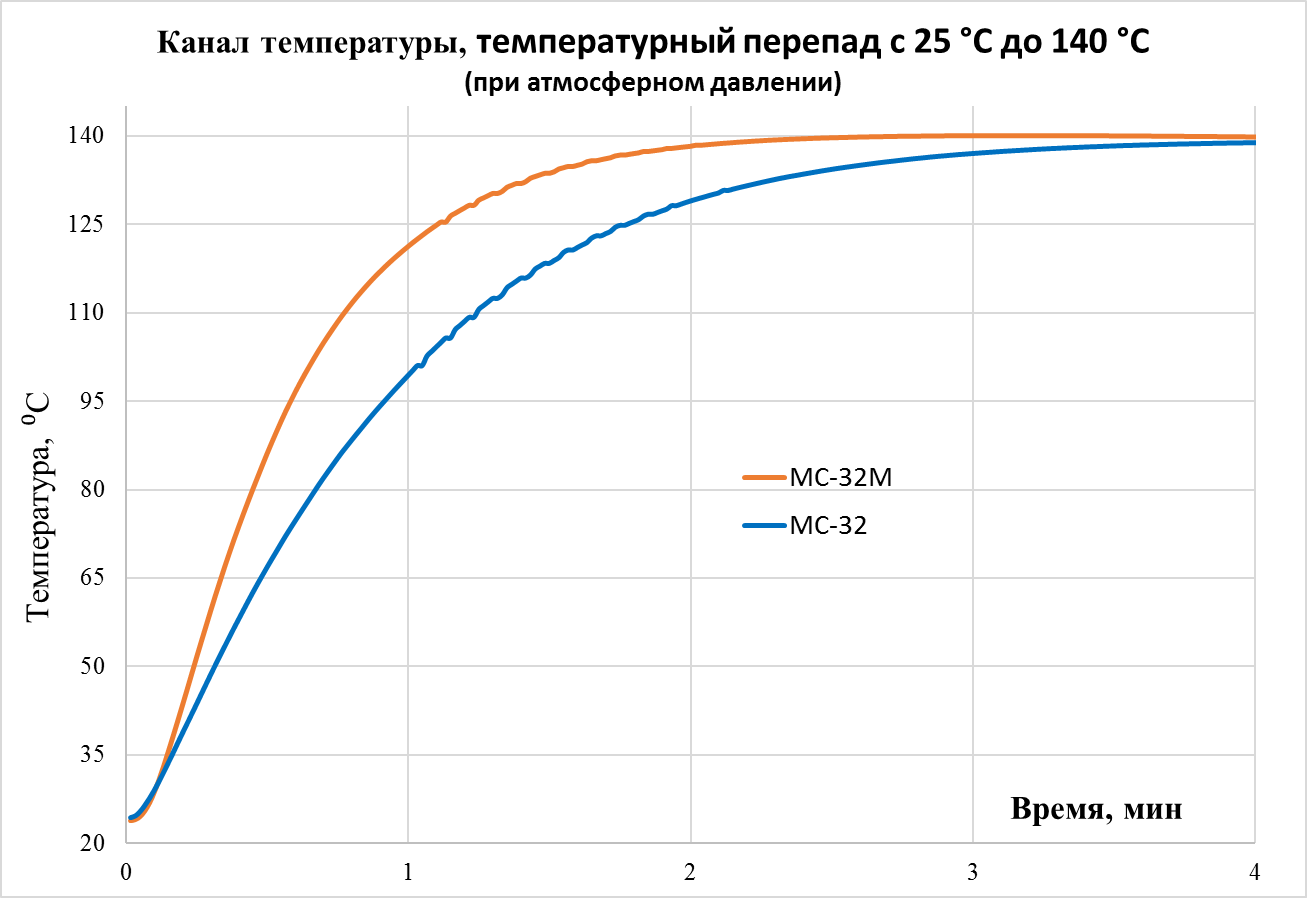 Канал температуры, температурный перепад с 25 °C до 140 °C
(при атмосферном давлении)
Температура, ⁰C
140
125
110
95
80
65
50
35
20
МС-32М
МС-32
Время, мин
0
1
2
3
4